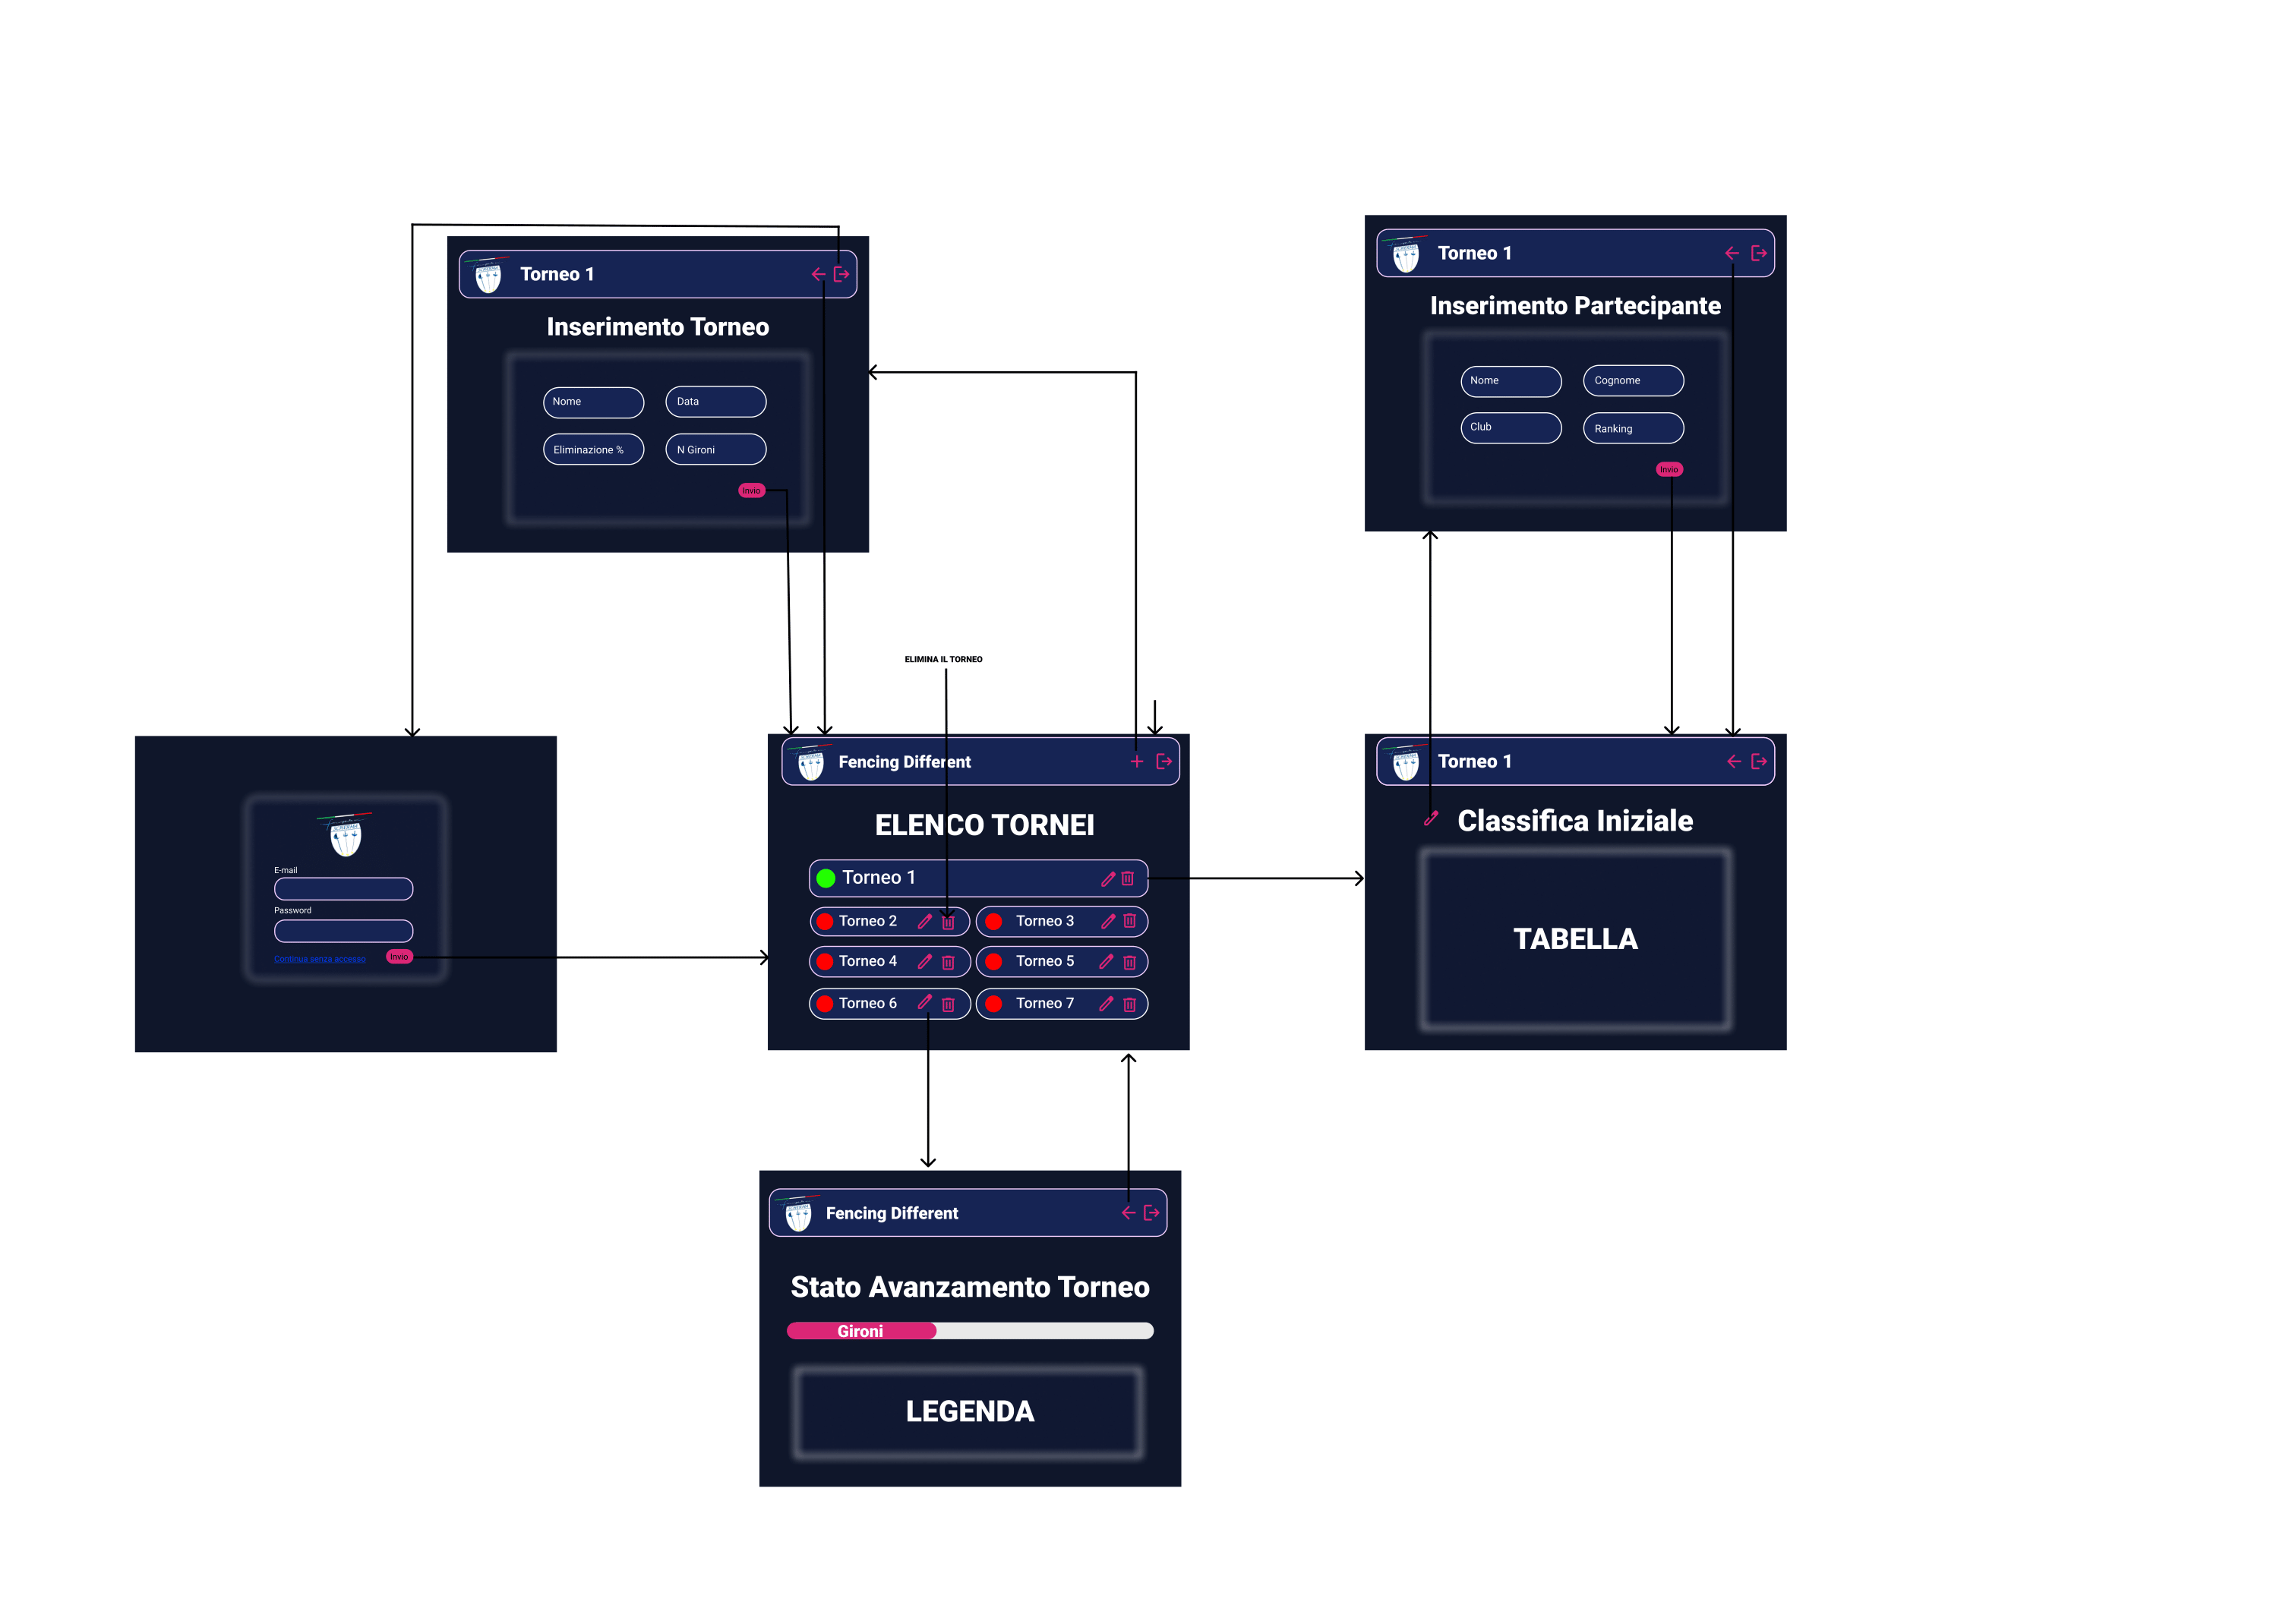 Torneo 1
Inserimento Torneo
Nome
Data
Eliminazione %
N Gironi
Invio
Torneo 1
Inserimento Partecipante
Nome
Cognome
Club
Ranking
Invio
ELIMINA IL TORNEO
E-mail
Password
Continua senza accesso
Invio
Fencing Different
ELENCO TORNEI
Torneo 1
Torneo 2
Torneo 3
Torneo 4
Torneo 5
Torneo 6
Torneo 7
Torneo 1
Classifica Iniziale
TABELLA
Fencing Different
Stato Avanzamento Torneo
Gironi
LEGENDA